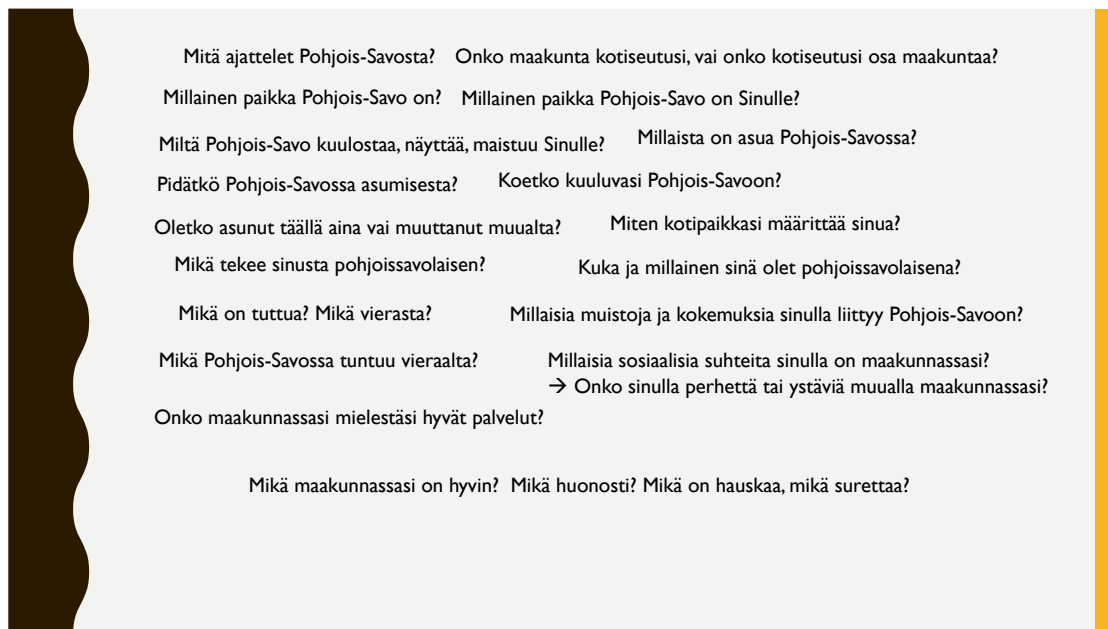 Mitä ajattelet Pohjois-Savosta? Onko maakunta kotiseutusi, vai onko kotiseutusi osa maakuntaa?
Millainen paikka Pohjois-Savo on? Millainen paikka Pohjois-Savo on Sinulle?
Miltä Pohjois-Savo kuulostaa, näyttää, maistuu Sinulle? Millaista on asua Pohjois-Savossa?
Pidätkö Pohjois-Savossa asumisesta? Koetko kuuluvasi Pohjois-Savoon?
Oletko asunut täällä aina vai muuttanut muualta? Miten kotipaikkasi määrittää sinua?
Mikä tekee sinusta pohjoissavolaisen? Kuka ja millainen sinä olet pohjoissavolaisena?
Mikä on tuttua? Mikä vierasta? Millaisia muistoja ja kokemuksia sinulla liittyy Pohjois-Savoon?
Mikä Pohjois-Savossa tuntuu vieraalta? Millaisia sosiaalisia suhteita sinulla on maakunnassasi?
→ Onko sinulla perhettä tai ystäviä muualla maakunnassasi?
Onko maakunnassasi mielestäsi hyvät palvelut?
Mikä maakunnassasi on hyvin? Mikä huonosti? Mikä on hauskaa, mikä surettaa?